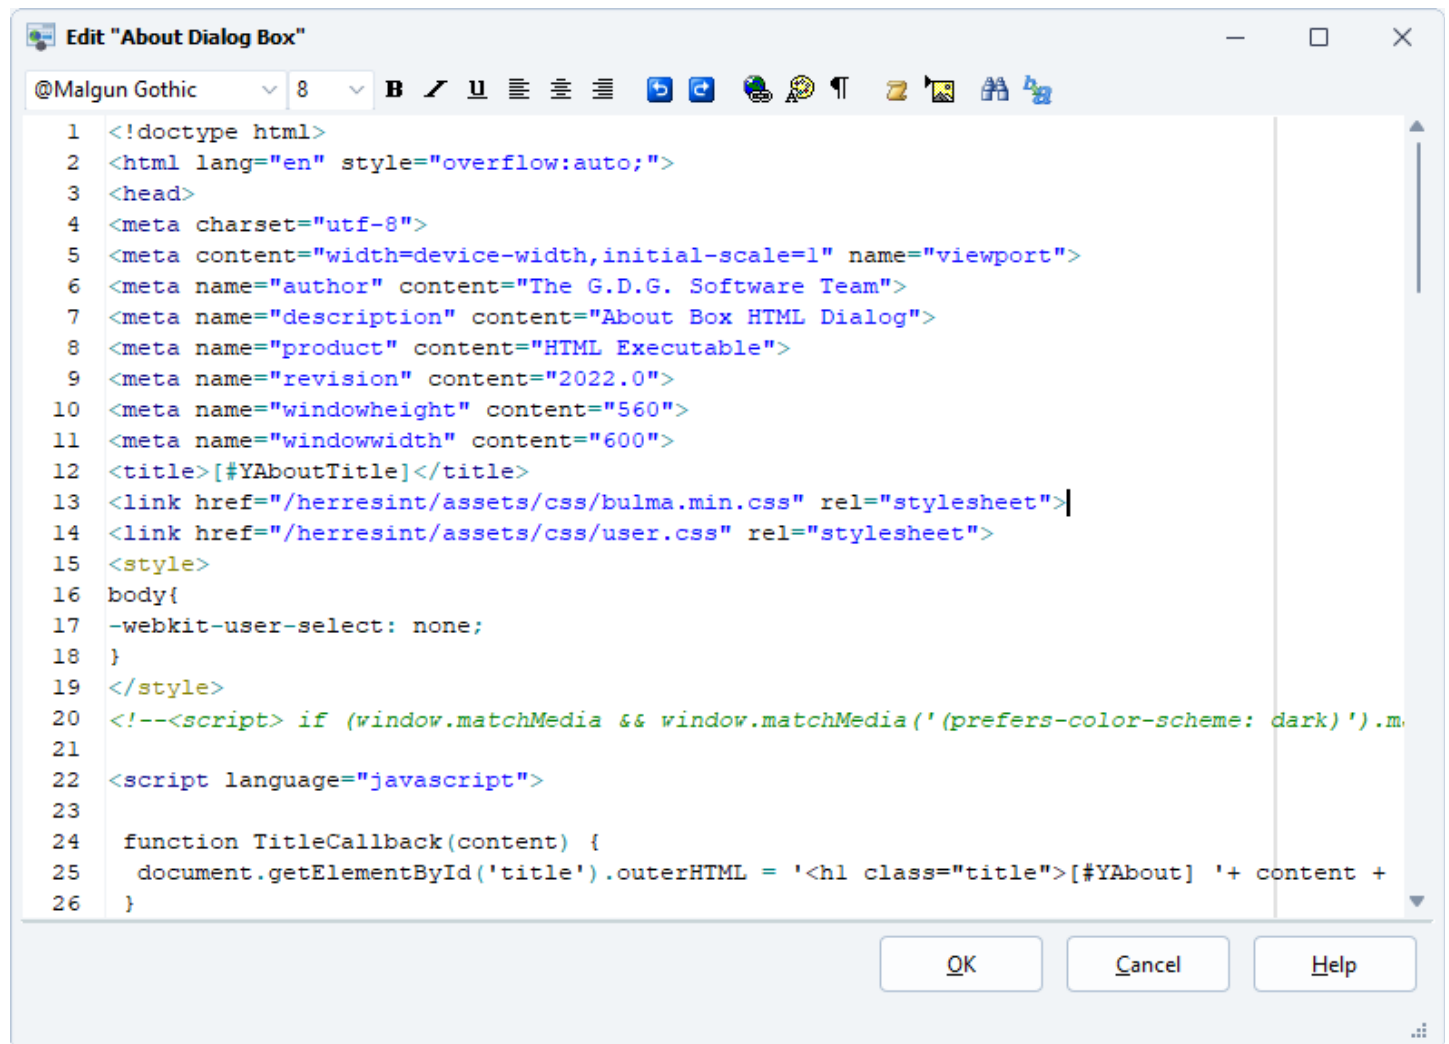 Edit "About Dialog Box"
@Malgun Gothic 8 B I U
1 <!doctype html>
2 <html lang="en" style="overflow:auto;">
3 <head>
4 <meta charset="utf-8">
5 <meta content="width=device-width,initial-scale=1" name="viewport">
6 <meta name="author" content="The G.D.G. Software Team">
7 <meta name="description" content="About Box HTML Dialog">
8 <meta name="product" content="HTML Executable">
9 <meta name="revision" content="2022.0">
10 <meta name="windowheight" content="560">
11 <meta name="windowwidth" content="600">
12 <title>[#YAboutTitle]</title>
13 <link href="/herresint/assets/css/bulma.min.css" rel="stylesheet">
14 <link href="/herresint/assets/css/user.css" rel="stylesheet">
15 <style>
16 body{
17 -webkit-user-select: none;
18 }
19 </style>
20 <!--<script> if (window.matchMedia && window.matchMedia('(prefers-color-scheme: dark)').m
21
22 <script language="javascript">
23
24 function TitleCallback(content) {
25 document.getElementById('title').outerHTML = '<h1 class="title">[#YAbout] '+ content +
26 }
OK Cancel Help